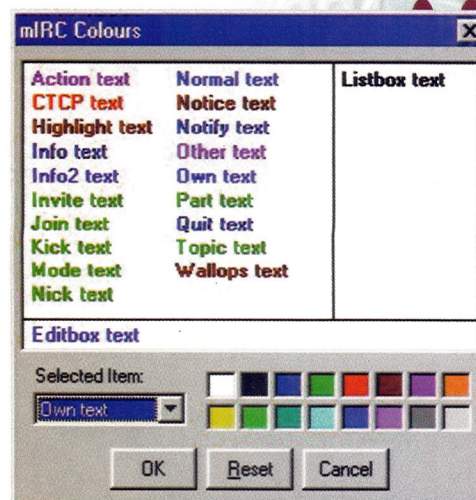 mIRC Colours
Action text
CTCP text
Highlight text
Info text
Info2 text
Invite text
Join text
Kick text
Mode text
Nick text
Normal text
Notice text
Notify text
Other text
Own text
Part text
Quit text
Topic text
Wallops text
Listbox text
Editbox text
Selected Item:
Own text
OK
Reset
Cancel